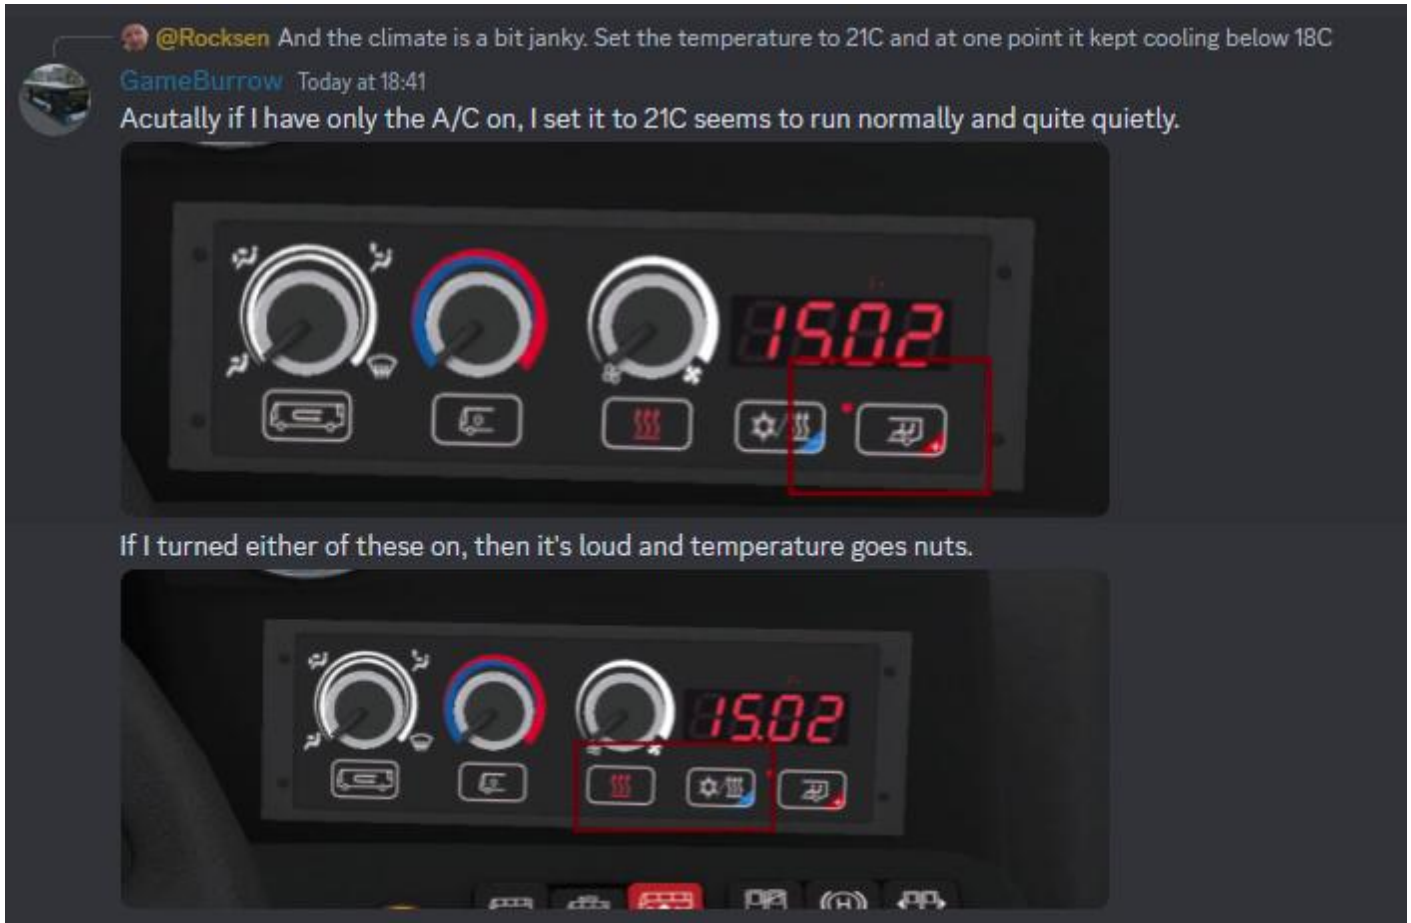 @Rocksen And the climate is a bit janky. Set the temperature to 21C and at one point it kept cooling below 18C
GameBurrow Today at 18:41
Acutally if I have only the A/C on, I set it to 21C seems to run normally and quite quietly.
15.02
If I turned either of these on, then it's loud and temperature goes nuts.
15.02
(H)